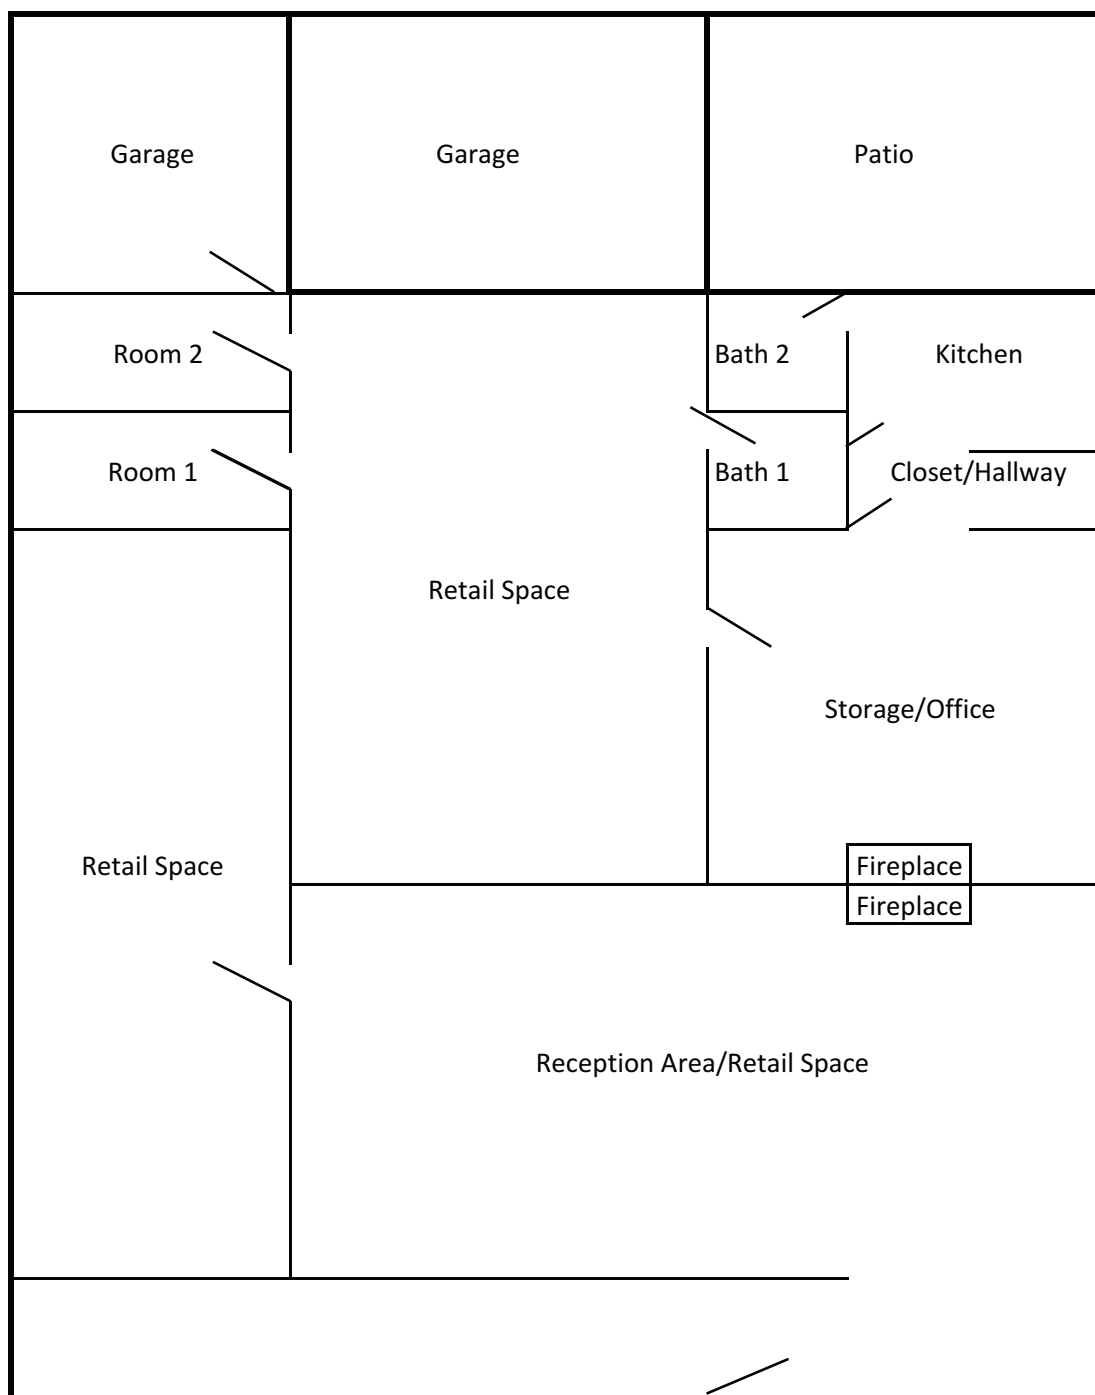 Garage
Garage
Patio
Room 2
Bath 2
Kitchen
Room 1
Bath 1
Closet/Hallway
Retail Space
Storage/Office
Retail Space
Fireplace
Fireplace
Reception Area/Retail Space